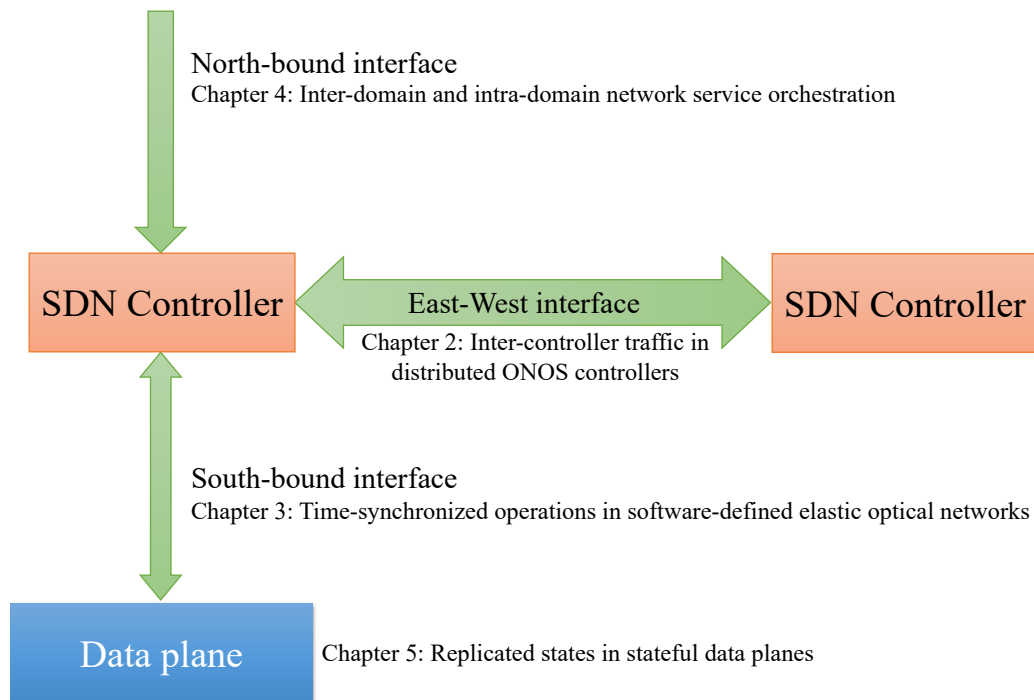 North-bound interface
Chapter 4: Inter-domain and intra-domain network service orchestration
SDN Controller
East-West interface
SDN Controller
Chapter 2: Inter-controller traffic in
distributed ONOS controllers
South-bound interface
Chapter 3: Time-synchronized operations in software-defined elastic optical networks
Data plane
Chapter 5: Replicated states in stateful data planes